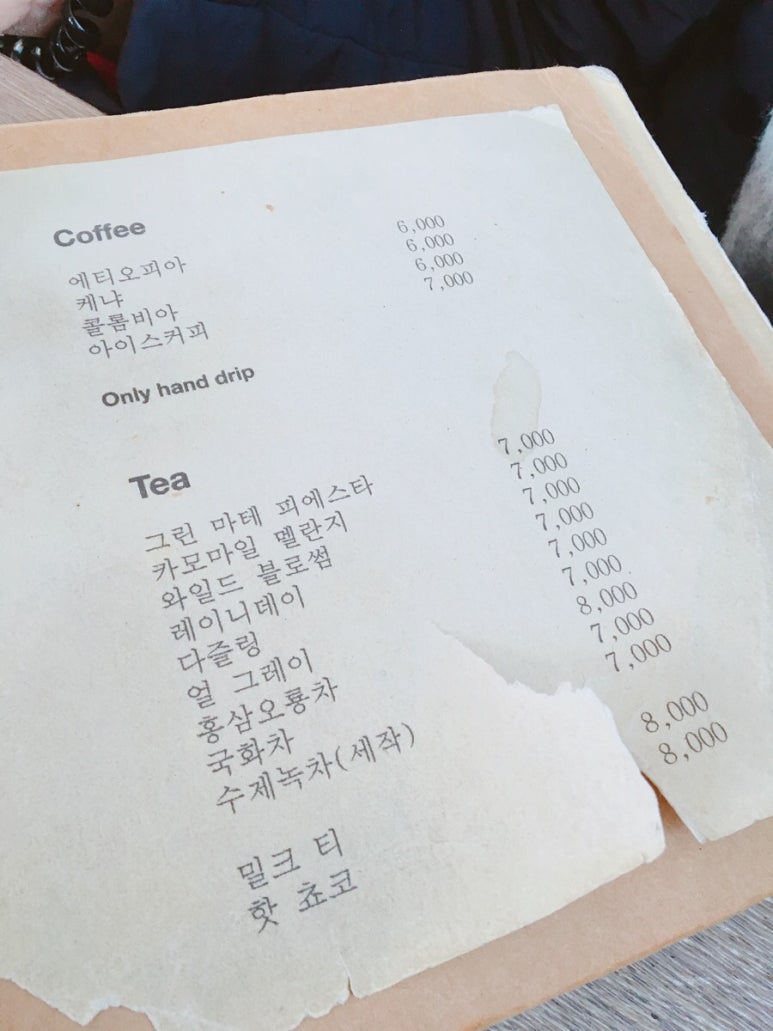 Coffee
에티오피아 6,000
케냐 6,000
콜롬비아 6,000
아이스커피 7,000
Only hand drip
Tea
그린 마테 피에스타 7,000
카모마일 멜란지 7,000
와일드 블로썸 7,000
레이니데이 7,000
다즐링 7,000
얼 그레이 7,000
홍삼오룡차 8,000
국화차 7,000
수제녹차(세작) 7,000
밀크 티 8,000
핫 쵸코 8,000